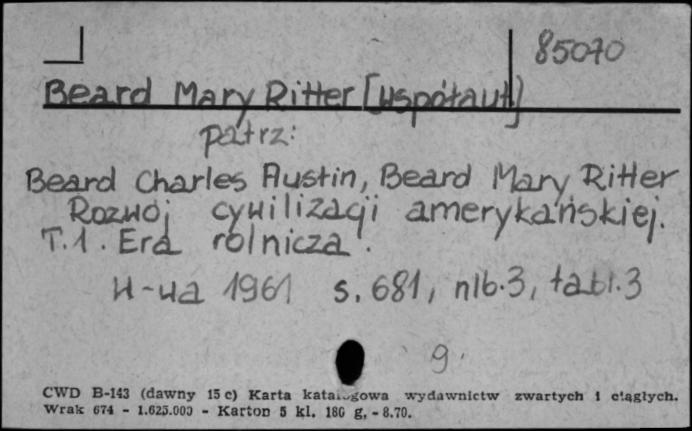 85070
Beard Mary Ritter [współaut]
patrz:
Beard Charles Austin, Beard Mary Ritter
Rozwój cywilizacji amerykańskiej.
T.1. Era rolnicza.
W-wa 1961 s. 681, nlb. 3, tabl. 3
9.
CWD B-143 (dawny 15 c) Karta katalogowa wydawnictw zwartych i ciągłych.
Wrak 674 - 1.625.000 - Karton 5 kl. 180 g, - 8.70.